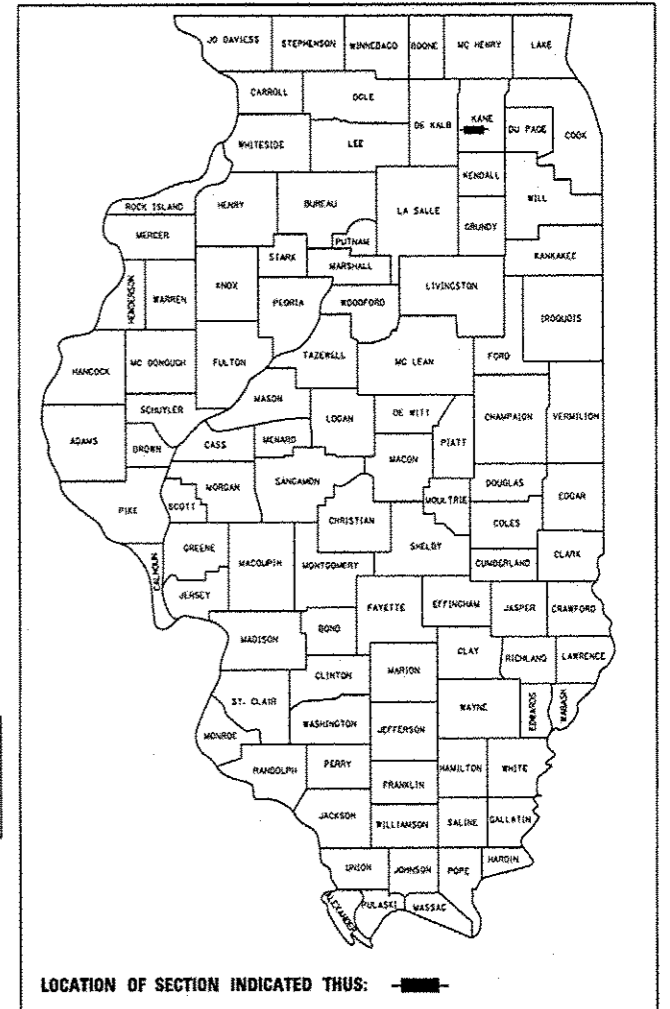 JO DAVIESS STEPHENSON WINNEBAGO BOONE MC HENRY LAKE
CARROLL OGLE DE KALB KANE DU PAGE COOK
WHITESIDE LEE
KENDALL WILL
ROCK ISLAND HENRY BUREAU LA SALLE GRUNDY
MERCER PUTNAM KANKAKEE
STARK MARSHALL
HENDERSON WARREN KNOX PEORIA WOODFORD LIVINGSTON IROQUOIS
HANCOCK MC DONOUGH FULTON TAZEWELL MC LEAN FORD
SCHUYLER MASON LOGAN DE WITT CHAMPAIGN VERMILION
ADAMS BROWN CASS MENARD MACON PIATT
PIKE SCOTT MORGAN SANGAMON MOULTRIE DOUGLAS EDGAR
CHRISTIAN COLES
CALHOUN GREENE MACOUPIN MONTGOMERY SHELBY CUMBERLAND CLARK
JERSEY FAYETTE EFFINGHAM JASPER CRAWFORD
MADISON BOND CLAY RICHLAND LAWRENCE
CLINTON MARION
ST. CLAIR WASHINGTON JEFFERSON WAYNE EDWARDS WABASH
MONROE
RANDOLPH PERRY FRANKLIN HAMILTON WHITE
JACKSON WILLIAMSON SALINE GALLATIN
UNION JOHNSON POPE HARDIN
ALEXANDER PULASKI MASSAC
LOCATION OF SECTION INDICATED THUS: